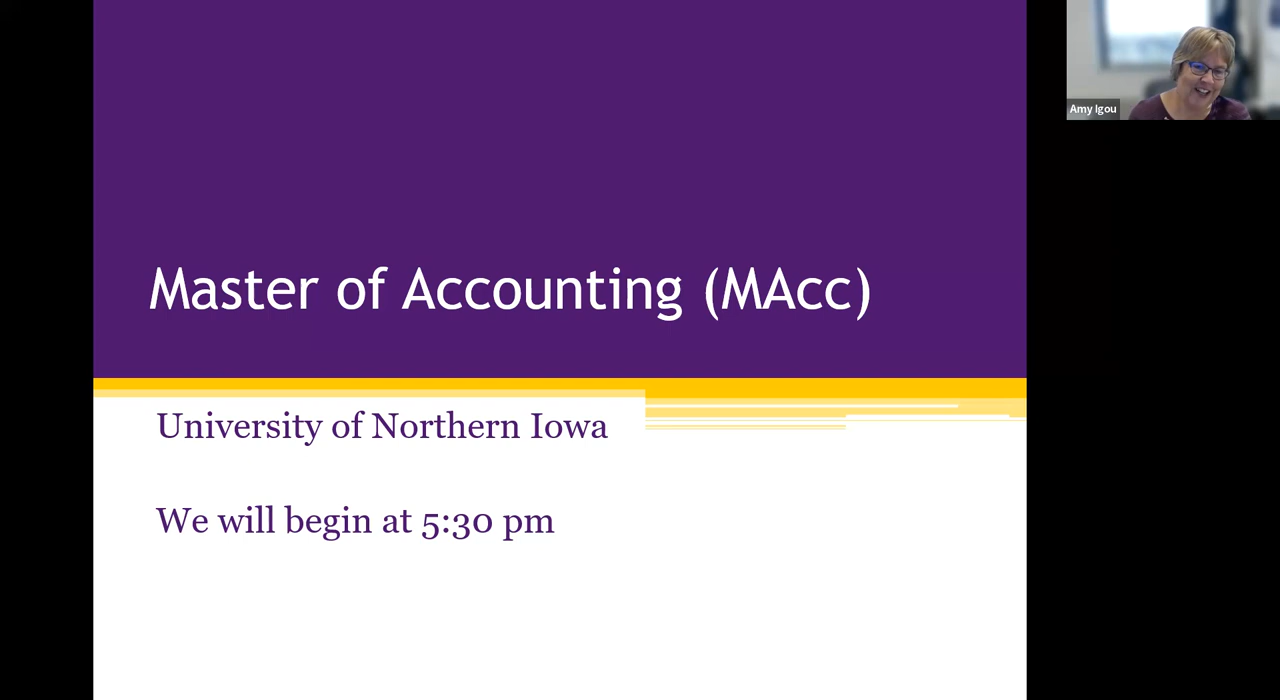 Master of Accounting (MAcc)
University of Northern Iowa
We will begin at 5:30 pm
Amy Igou